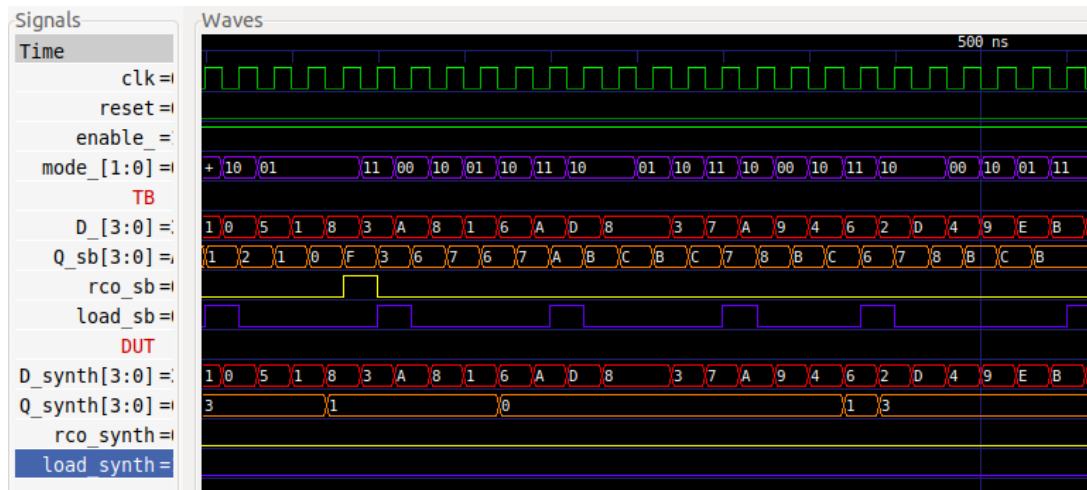 Signals Waves
Time 500 ns
clk =
reset =
enable_ =
mode_[1:0] = + 10 01 11 00 10 01 10 11 10 01 10 11 10 00 10 11 10 00 10 01 11
TB
D_[3:0] = 1 0 5 1 8 3 A 8 1 6 A D 8 3 7 A 9 4 6 2 D 4 9 E B
Q_sb[3:0] = 1 2 1 0 F 3 6 7 6 7 A B C B C 7 8 B C 6 7 8 B C B
rco_sb =
load_sb =
DUT
D_synth[3:0] = 1 0 5 1 8 3 A 8 1 6 A D 8 3 7 A 9 4 6 2 D 4 9 E B
Q_synth[3:0] = 3 1 0 1 3
rco_synth =
load_synth =